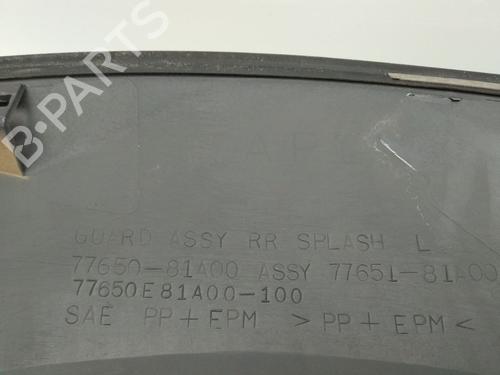 B-PARTS
GUARD ASSY RR SPLASH L
77650-81A00 ASSY 77651-81A00
77650E81A00-100
SAE PP+EPM >PP+EPM<